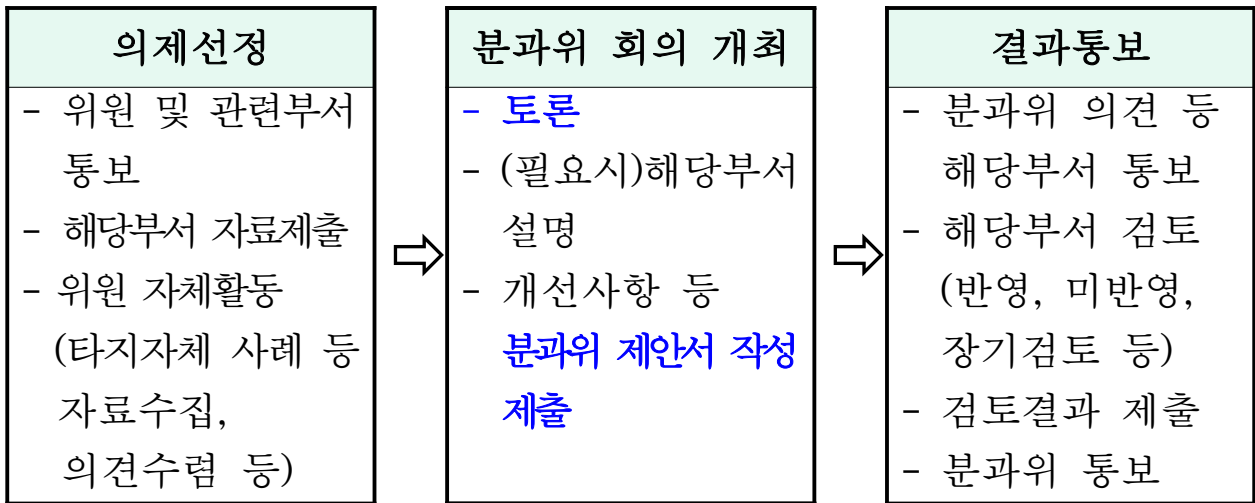 의제선정
- 위원 및 관련부서
통보
- 해당부서 자료제출
- 위원 자체활동
(타지자체 사례 등
자료수집,
의견수렴 등)
분과위 회의 개최
- 토론
- (필요시)해당부서
설명
- 개선사항 등
분과위 제안서 작성
제출
결과통보
- 분과위 의견 등
해당부서 통보
- 해당부서 검토
(반영, 미반영,
장기검토 등)
- 검토결과 제출
- 분과위 통보